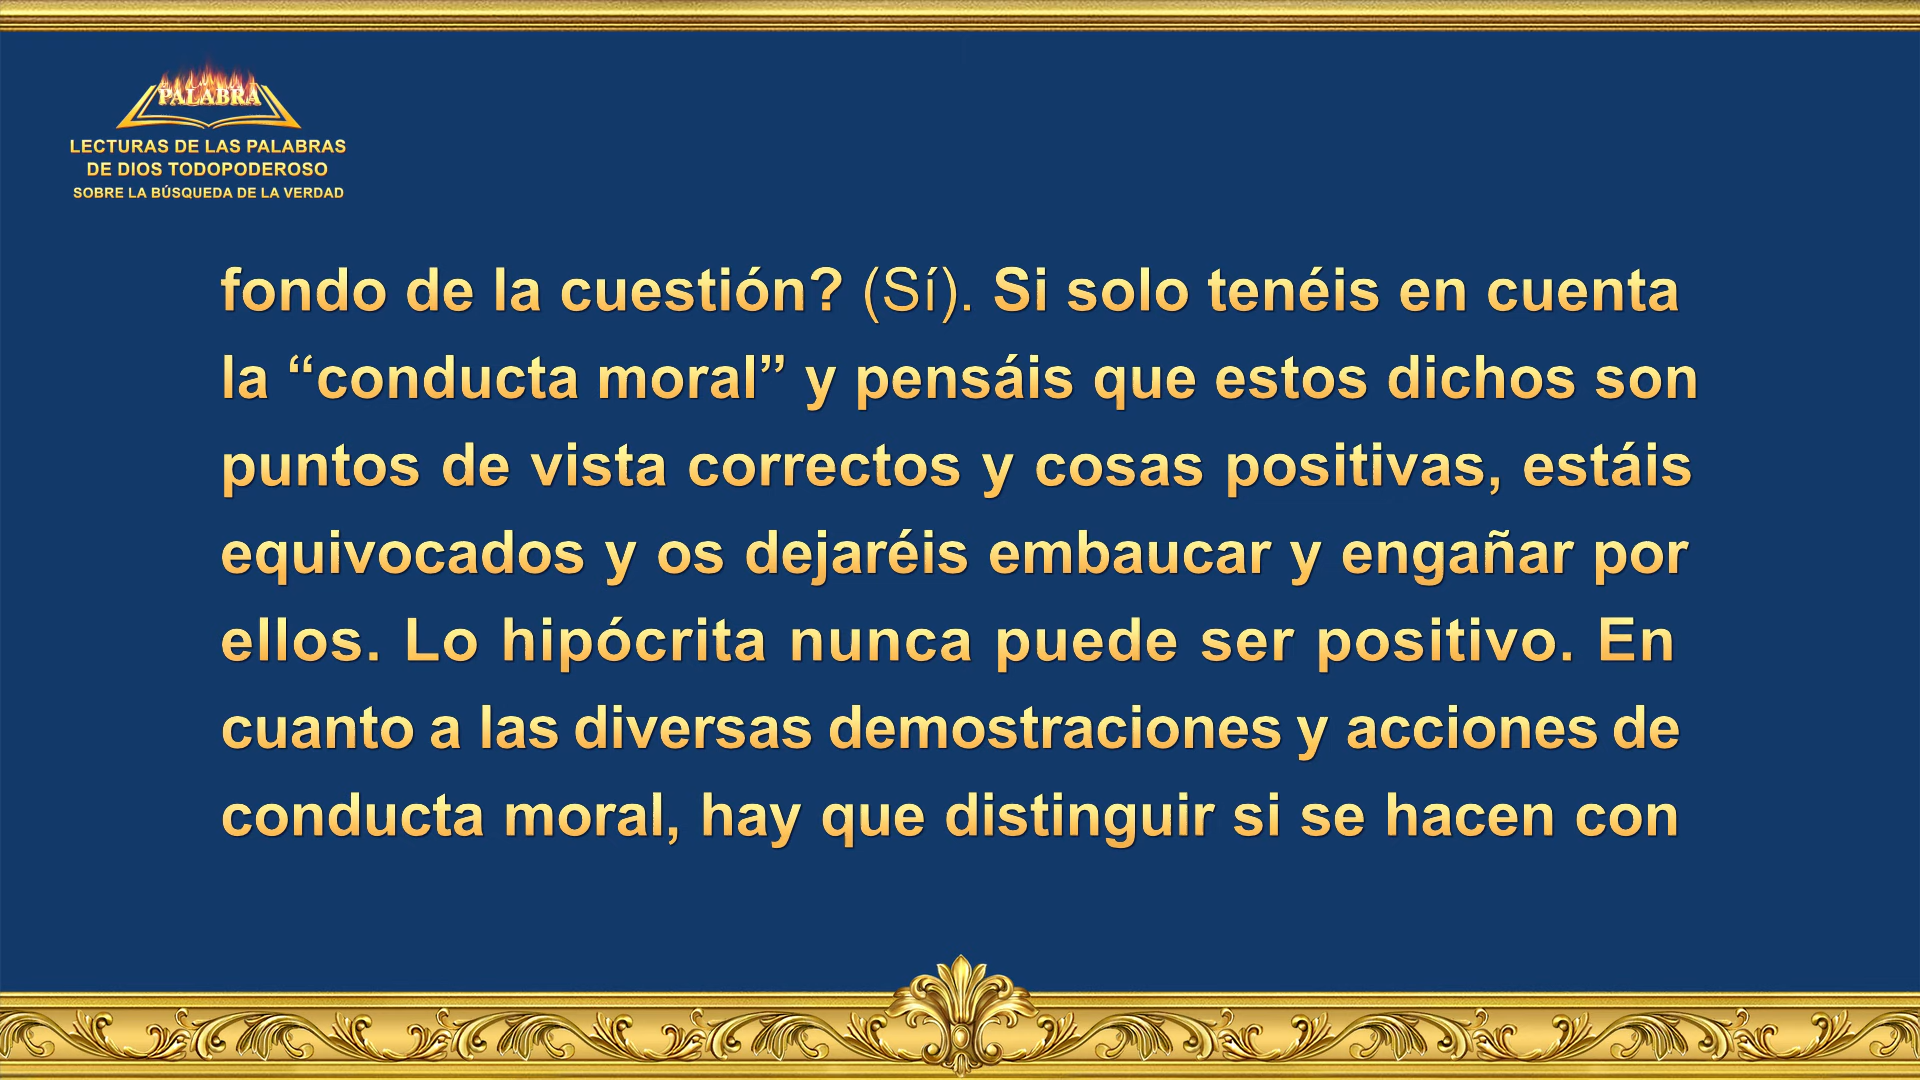 PALABRA
LECTURAS DE LAS PALABRAS
DE DIOS TODOPODEROSO
SOBRE LA BÚSQUEDA DE LA VERDAD
fondo de la cuestión? (Sí). Si solo tenéis en cuenta
la “conducta moral” y pensáis que estos dichos son
puntos de vista correctos y cosas positivas, estáis
equivocados y os dejaréis embaucar y engañar por
ellos. Lo hipócrita nunca puede ser positivo. En
cuanto a las diversas demostraciones y acciones de
conducta moral, hay que distinguir si se hacen con